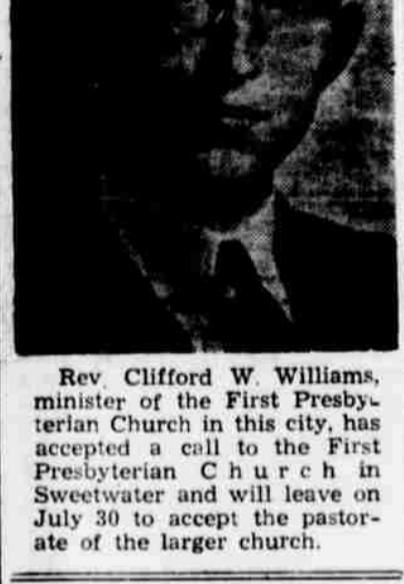 Rev. Clifford W. Williams,
minister of the First Presby-
terian Church in this city, has
accepted a call to the First
Presbyterian Church in
Sweetwater and will leave on
July 30 to accept the pastor-
ate of the larger church.